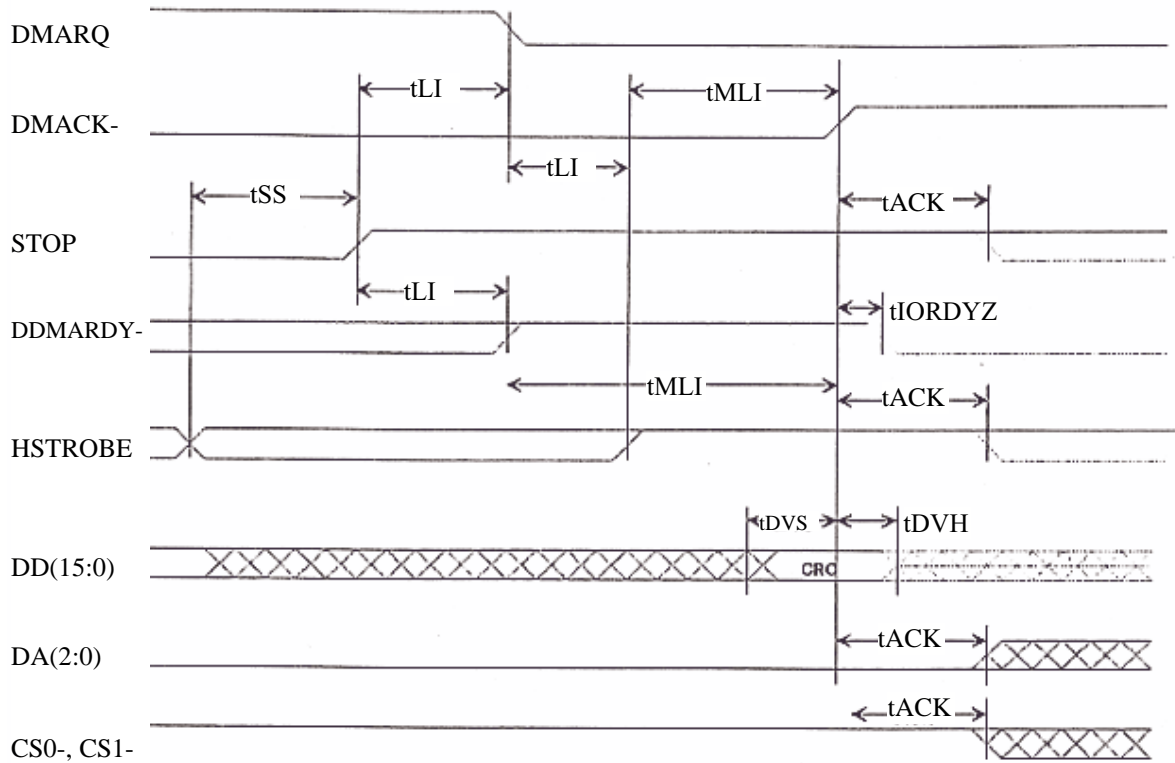 DMARQ
tLI
tMLI
DMACK-
tLI
tSS
tACK
STOP
tLI
tIORDYZ
DDMARDY-
tMLI
tACK
HSTROBE
tDVS
tDVH
DD(15:0)
CRC
tACK
DA(2:0)
tACK
CS0-, CS1-